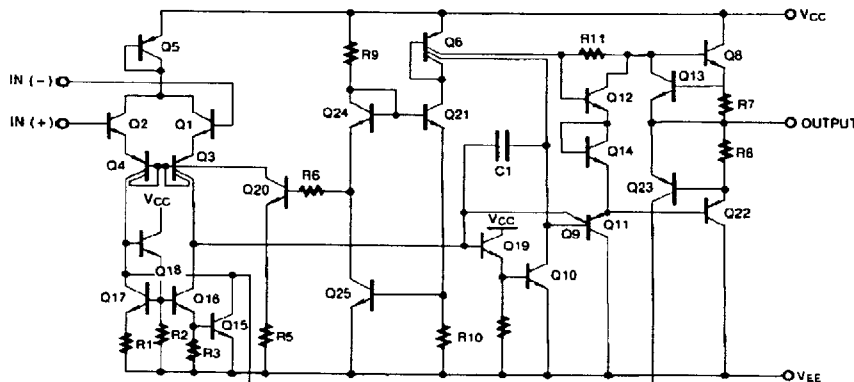 VCC
Q5
Q6
R11
Q8
R9
IN (-)
Q13
Q12
R7
IN (+)
Q2
Q1
Q24
Q21
OUTPUT
Q14
R8
Q4
Q3
C1
R6
Q20
Q23
VCC
VCC
Q9
Q11
Q22
Q19
Q18
Q10
Q17
Q16
Q25
Q15
R1
R2
R3
R5
R10
VEE